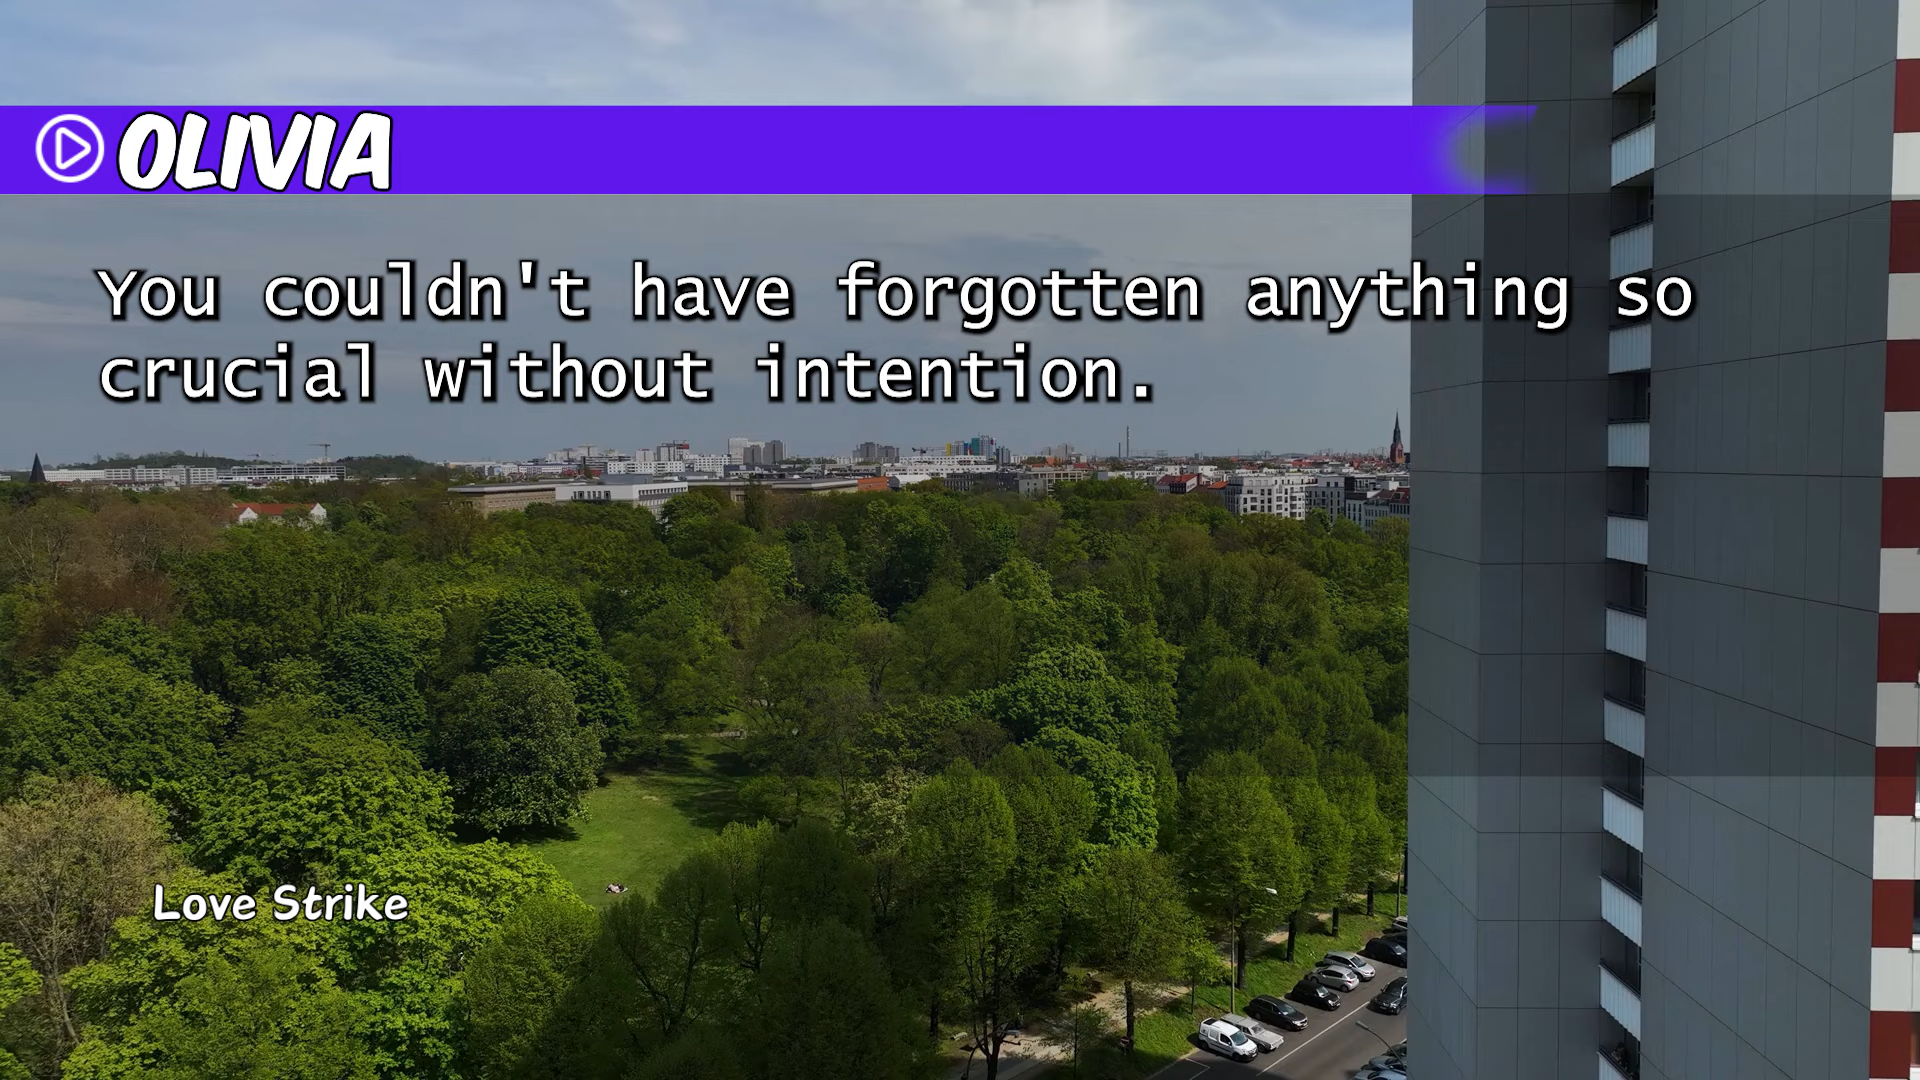 OLIVIA
You couldn't have forgotten anything so
crucial without intention.
Love Strike